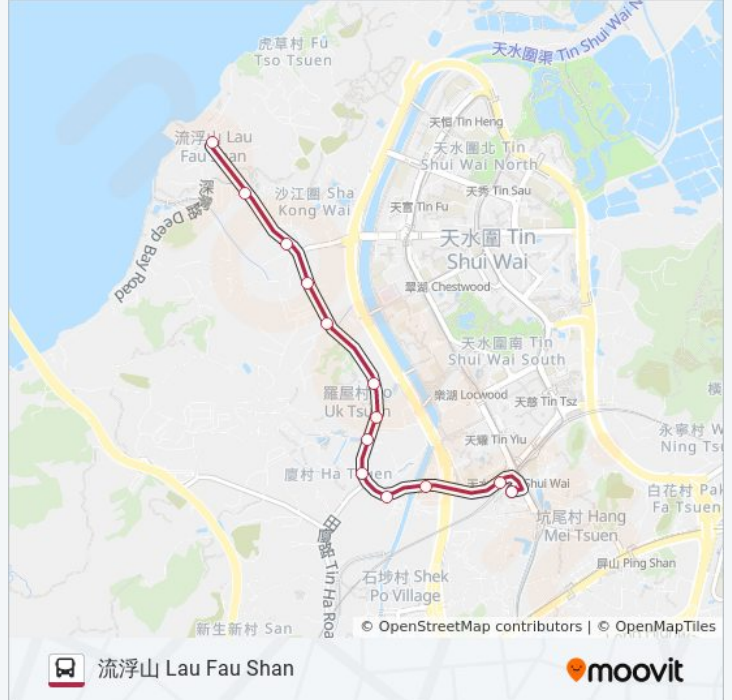 虎草村 Fu
Tso Tsuen
天水圍渠 Tin Shui Wai N
流浮山 Lau
Fau Shan
天恒 Tin Heng
天水圍北 Tin
Shui Wai North
沙江圍 Sha
Kong Wai
天秀 Tin Sau
天富 Tin Fu
深灣路 Deep Bay Road
天水圍 Tin
Shui Wai
翠湖 Chestwood
天水圍南 Tin
Shui Wai South
羅屋村
Uk Tsuen
樂湖 Locwood
天慈 Tin Tsz
橫
永寧村 W
Ning Tsu
天耀 Tin Yiu
廈村 Ha Tsuen
Shui Wai
白花村 Pak
Fa Tsuen
坑尾村 Hang
Mei Tsuen
田廈路 Tin Ha Roa
屏山 Ping Shan
石埗村 Shek
Po Village
新生新村 San
© OpenStreetMap contributors | © OpenMapTiles
流浮山 Lau Fau Shan
moovit